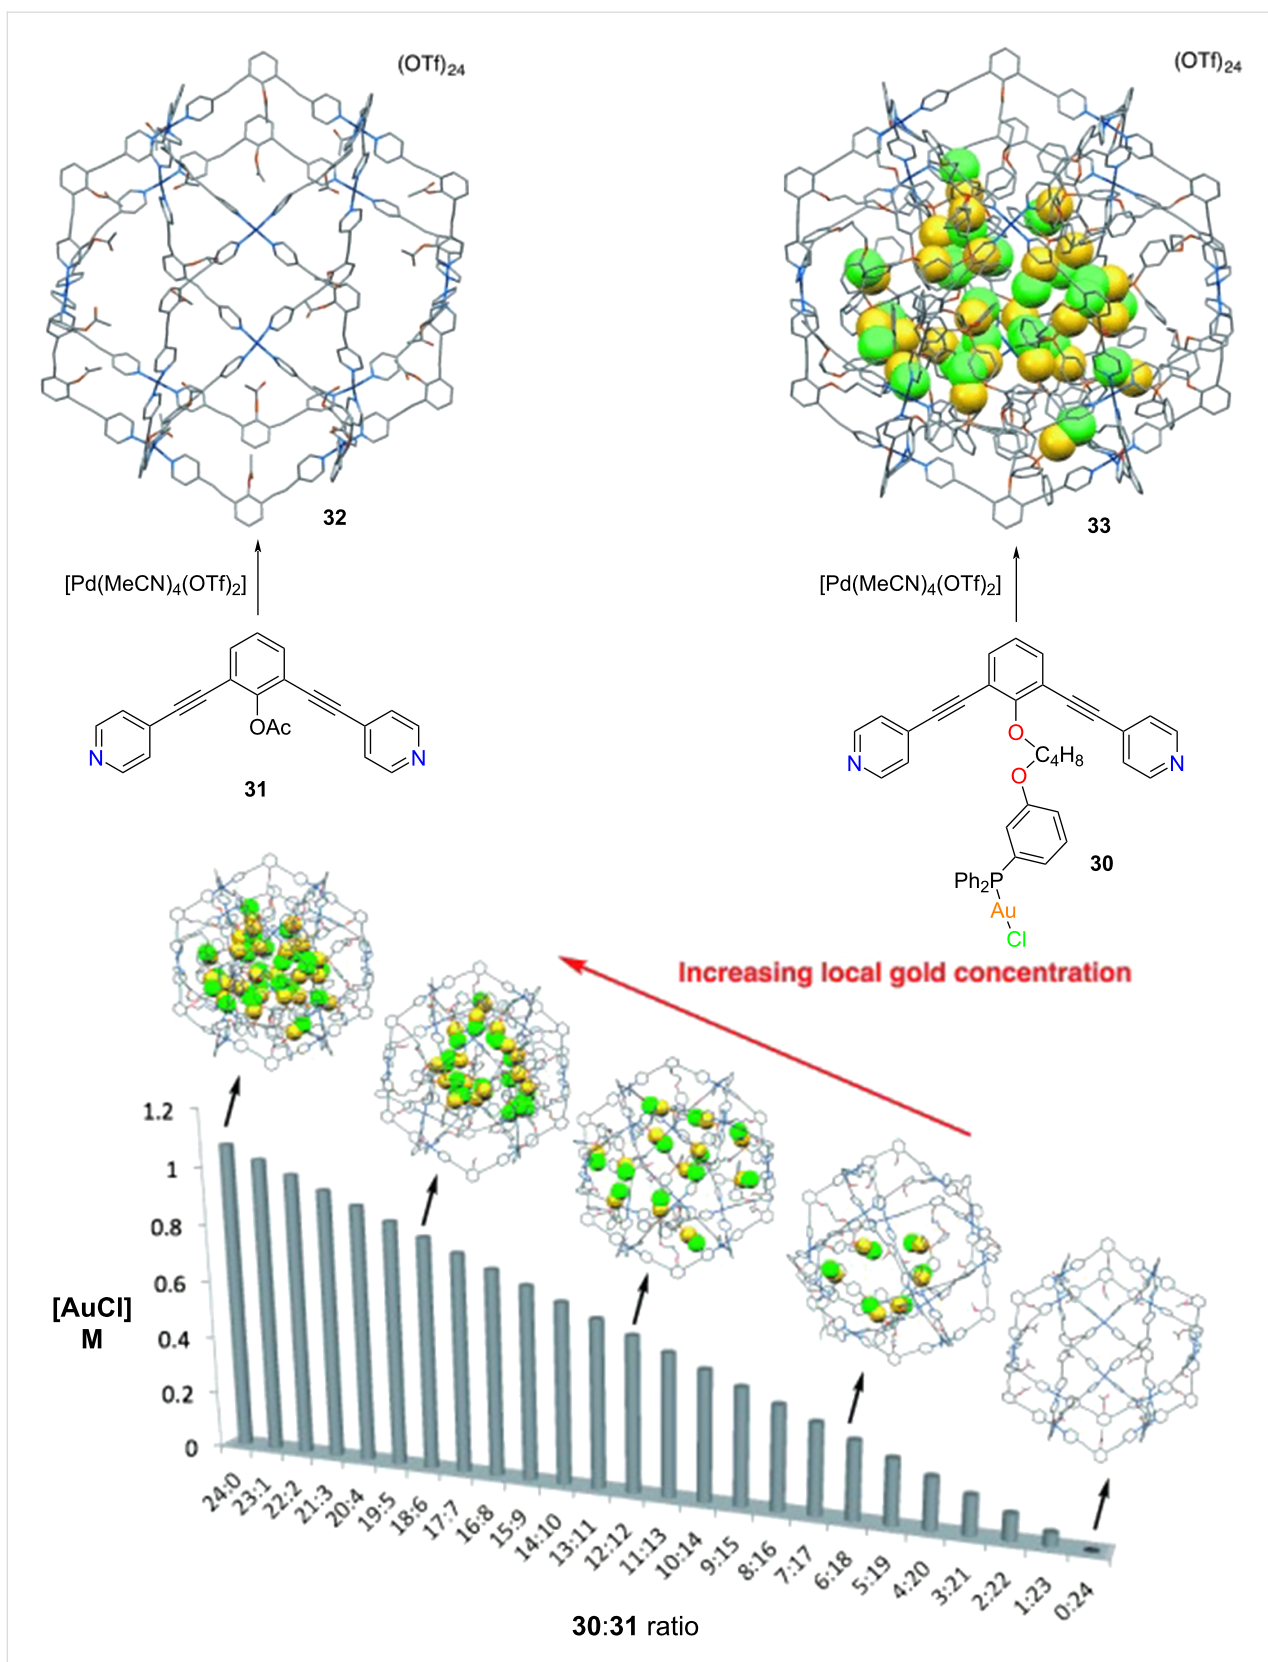 (OTf)24
(OTf)24
32
33
[Pd(MeCN)4(OTf)2]
[Pd(MeCN)4(OTf)2]
OAc
N
N
31
O
C4H8
O
N
N
30
Ph2P
Au
Cl
Increasing local gold concentration
1.2
1
0.8
0.6
0.4
0.2
0
[AuCl]
M
24:0
23:1
22:2
21:3
20:4
19:5
18:6
17:7
16:8
15:9
14:10
13:11
12:12
11:13
10:14
9:15
8:16
7:17
6:18
5:19
4:20
3:21
2:22
1:23
0:24
30:31 ratio